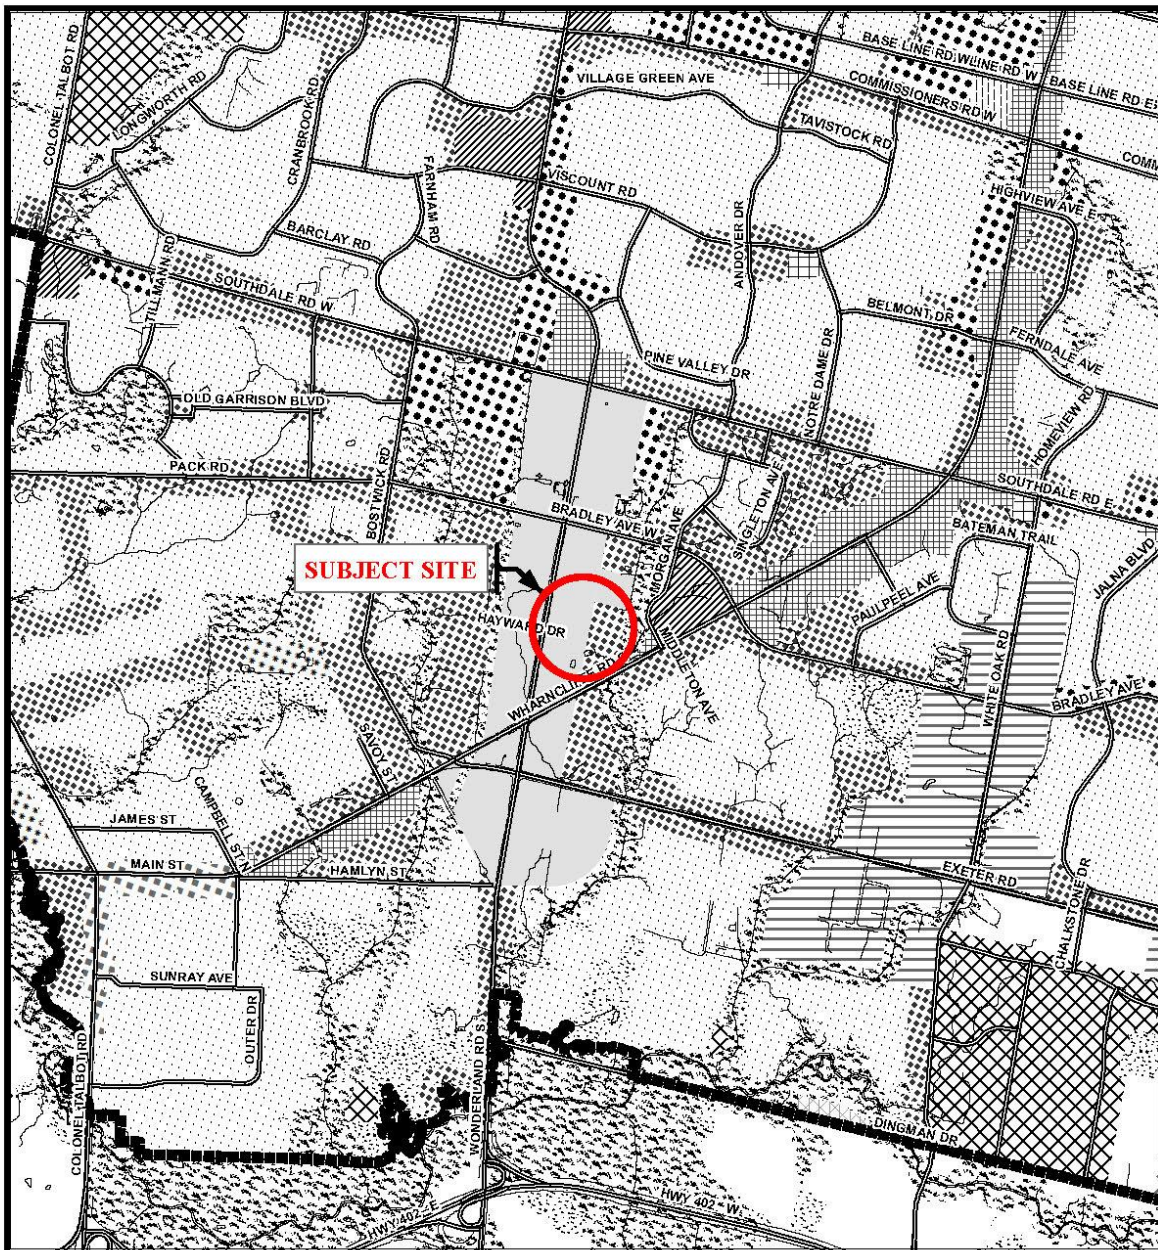 COLONEL TALBOT RD
LONGWORTH RD
CRANBROOK RD
VILLAGE GREEN AVE
BASE LINE RD W
LINE RD W
BASE LINE RD E
COMMISSIONERS RD W
COMM
TAVISTOCK RD
FARNHAM RD
VISCOUNT RD
HIGHVIEW AVE E
ANDOVER DR
BARCLAY RD
TILLMANN RD
SOUTHDALE RD W
BELMONT DR
FERNDALE AVE
PINE VALLEY DR
NOTRE DAME DR
OLD GARRISON BLVD
HOMEVIEW RD
PACK RD
BOSTWICK RD
SINGLETON AVE
SOUTHDALE RD E
BRADLEY AVE W
BATEMAN TRAIL
MORGAN AVE
JALNA BLVD
SUBJECT SITE
PAULPEEL AVE
HAYWARD DR
MIDDLETON AVE
WHITE OAK RD
WHARNCLIFFE RD
BRADLEY AVE
SAVOY ST
CAMPBELL ST N
JAMES ST
MAIN ST
HAMLYN ST
EXETER RD
CHALKSTONE DR
SUNRAY AVE
OUTER DR
COLONEL TALBOT RD
WONDERLAND RD S
DINGMAN DR
HWY 402 - E
HWY 402 - W